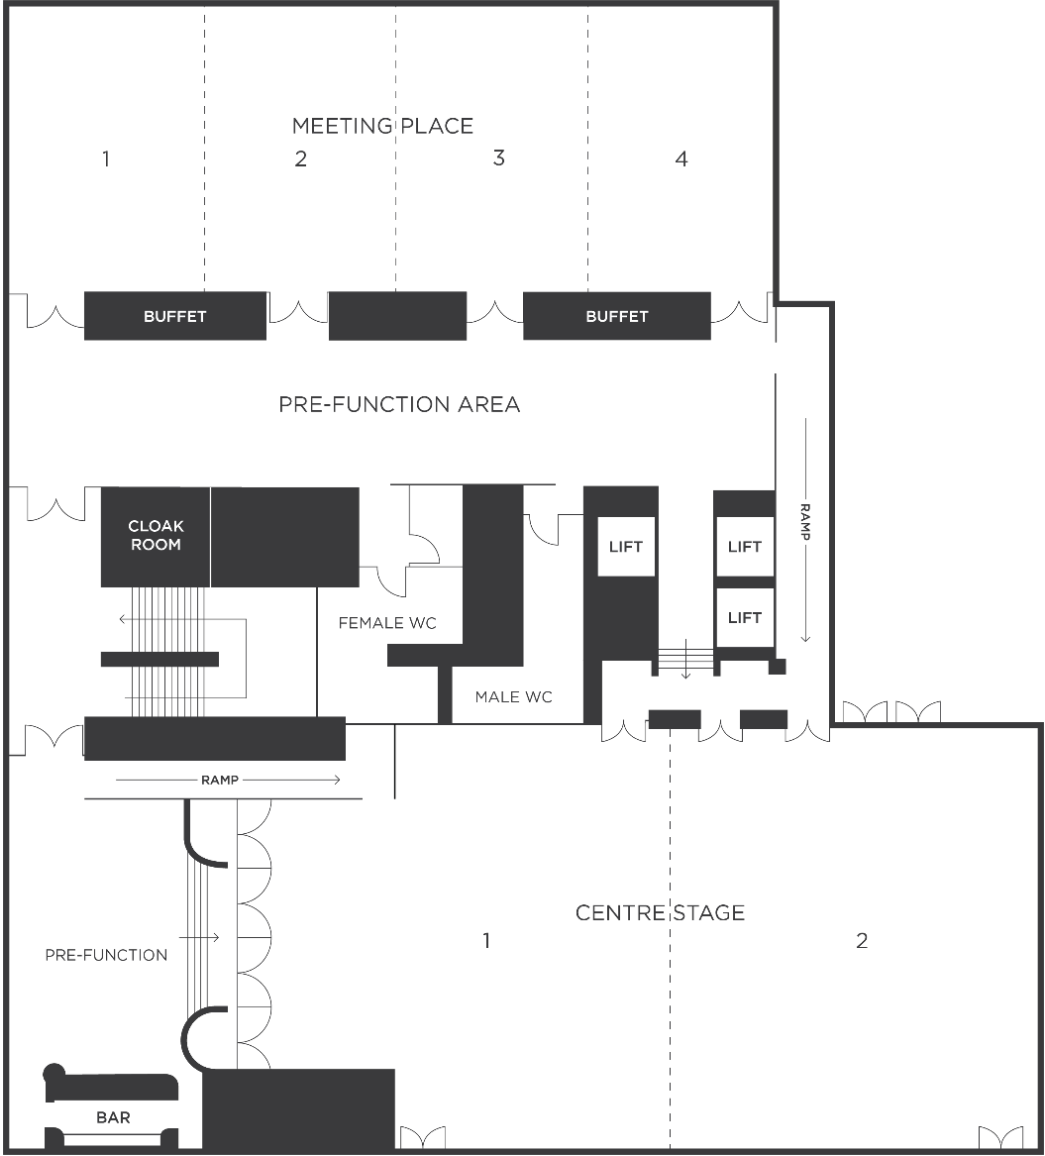 MEETING PLACE
1
2
3
4
BUFFET
BUFFET
PRE-FUNCTION AREA
CLOAK
ROOM
LIFT
LIFT
RAMP
LIFT
FEMALE WC
MALE WC
RAMP
CENTRE STAGE
1
2
PRE-FUNCTION
BAR